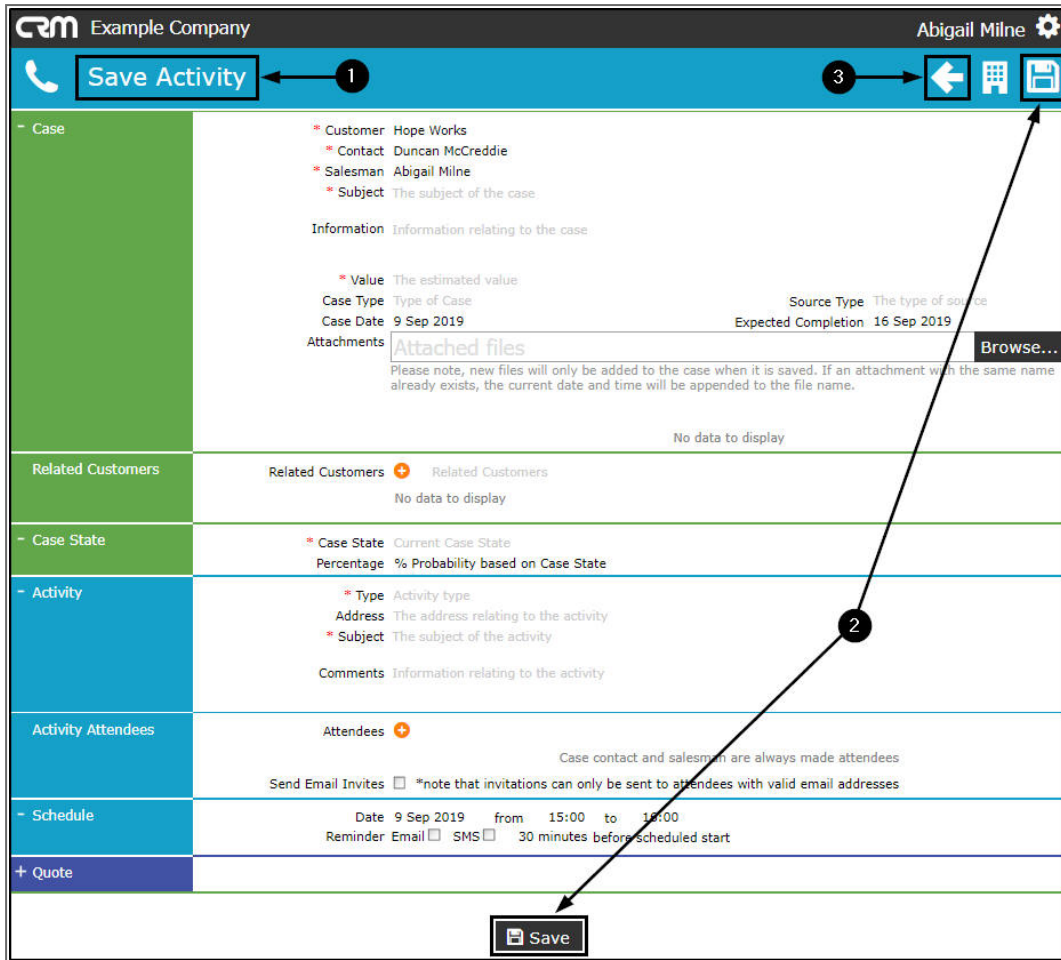 CRM Example Company Abigail Milne
Save Activity 1 3
- Case
* Customer Hope Works
* Contact Duncan McCreddie
* Salesman Abigail Milne
* Subject The subject of the case
Information Information relating to the case
* Value The estimated value
Case Type Type of Case Source Type The type of source
Case Date 9 Sep 2019 Expected Completion 16 Sep 2019
Attachments Attached files Browse...
Please note, new files will only be added to the case when it is saved. If an attachment with the same name
already exists, the current date and time will be appended to the file name.
No data to display
Related Customers Related Customers Related Customers
No data to display
- Case State * Case State Current Case State
Percentage % Probability based on Case State
- Activity * Type Activity type
Address The address relating to the activity
* Subject The subject of the activity
2
Comments Information relating to the activity
Activity Attendees Attendees
Case contact and salesman are always made attendees
Send Email Invites *note that invitations can only be sent to attendees with valid email addresses
- Schedule Date 9 Sep 2019 from 15:00 to 16:00
Reminder Email SMS 30 minutes before scheduled start
+ Quote
Save